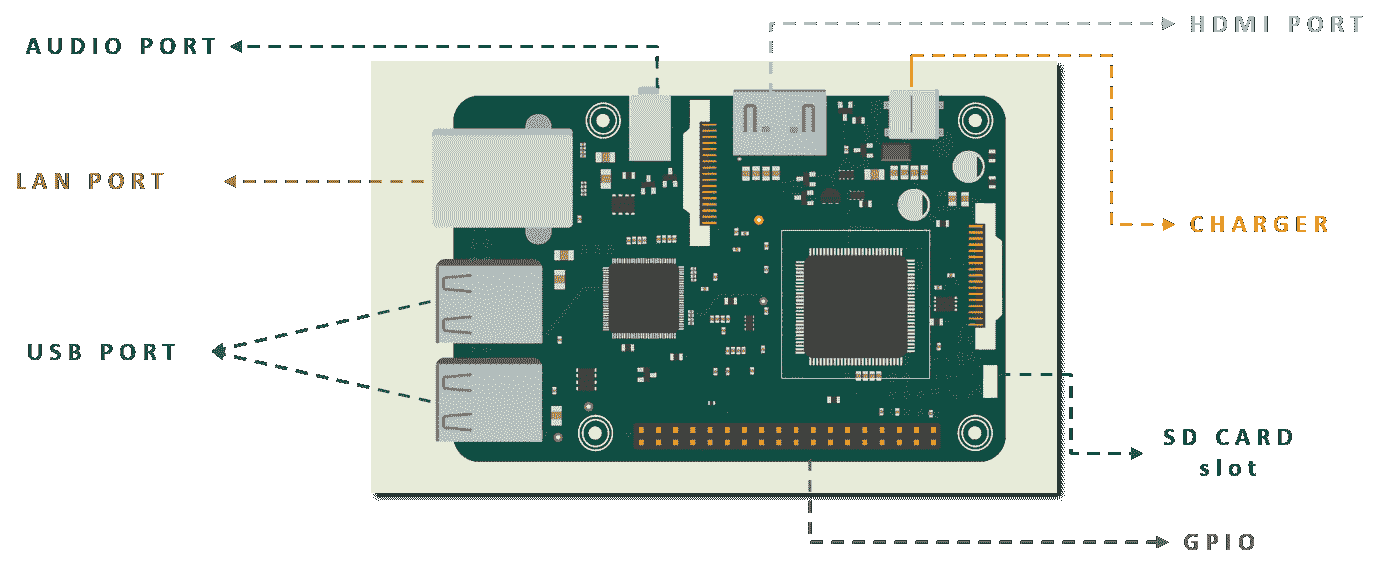 HDMI PORT
AUDIO PORT
LAN PORT
CHARGER
USB PORT
SD CARD
slot
GPIO